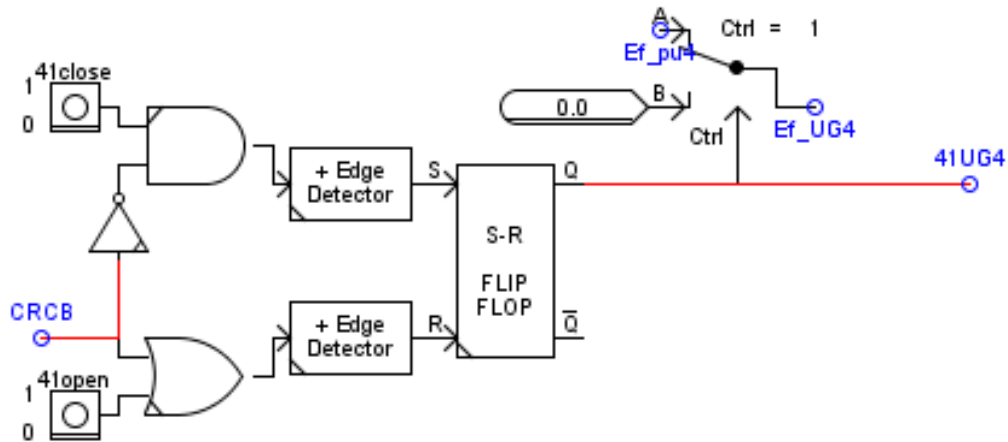 A
Ctrl = 1
Ef_pu4
41close
1
0
B
0.0
Ctrl
Ef_UG4
+ Edge
Detector
S
Q
41UG4
S-R
FLIP
FLOP
CRCB
+ Edge
Detector
R
Q̅
41open
1
0